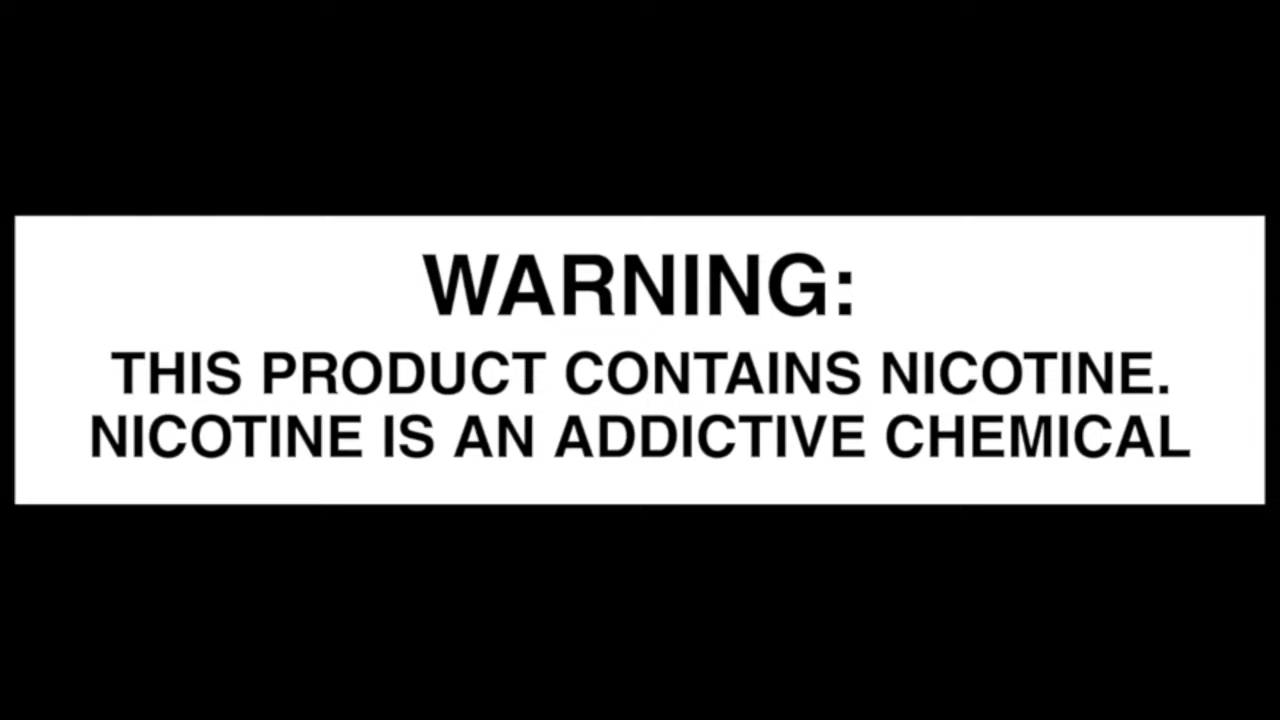 WARNING:
THIS PRODUCT CONTAINS NICOTINE.
NICOTINE IS AN ADDICTIVE CHEMICAL